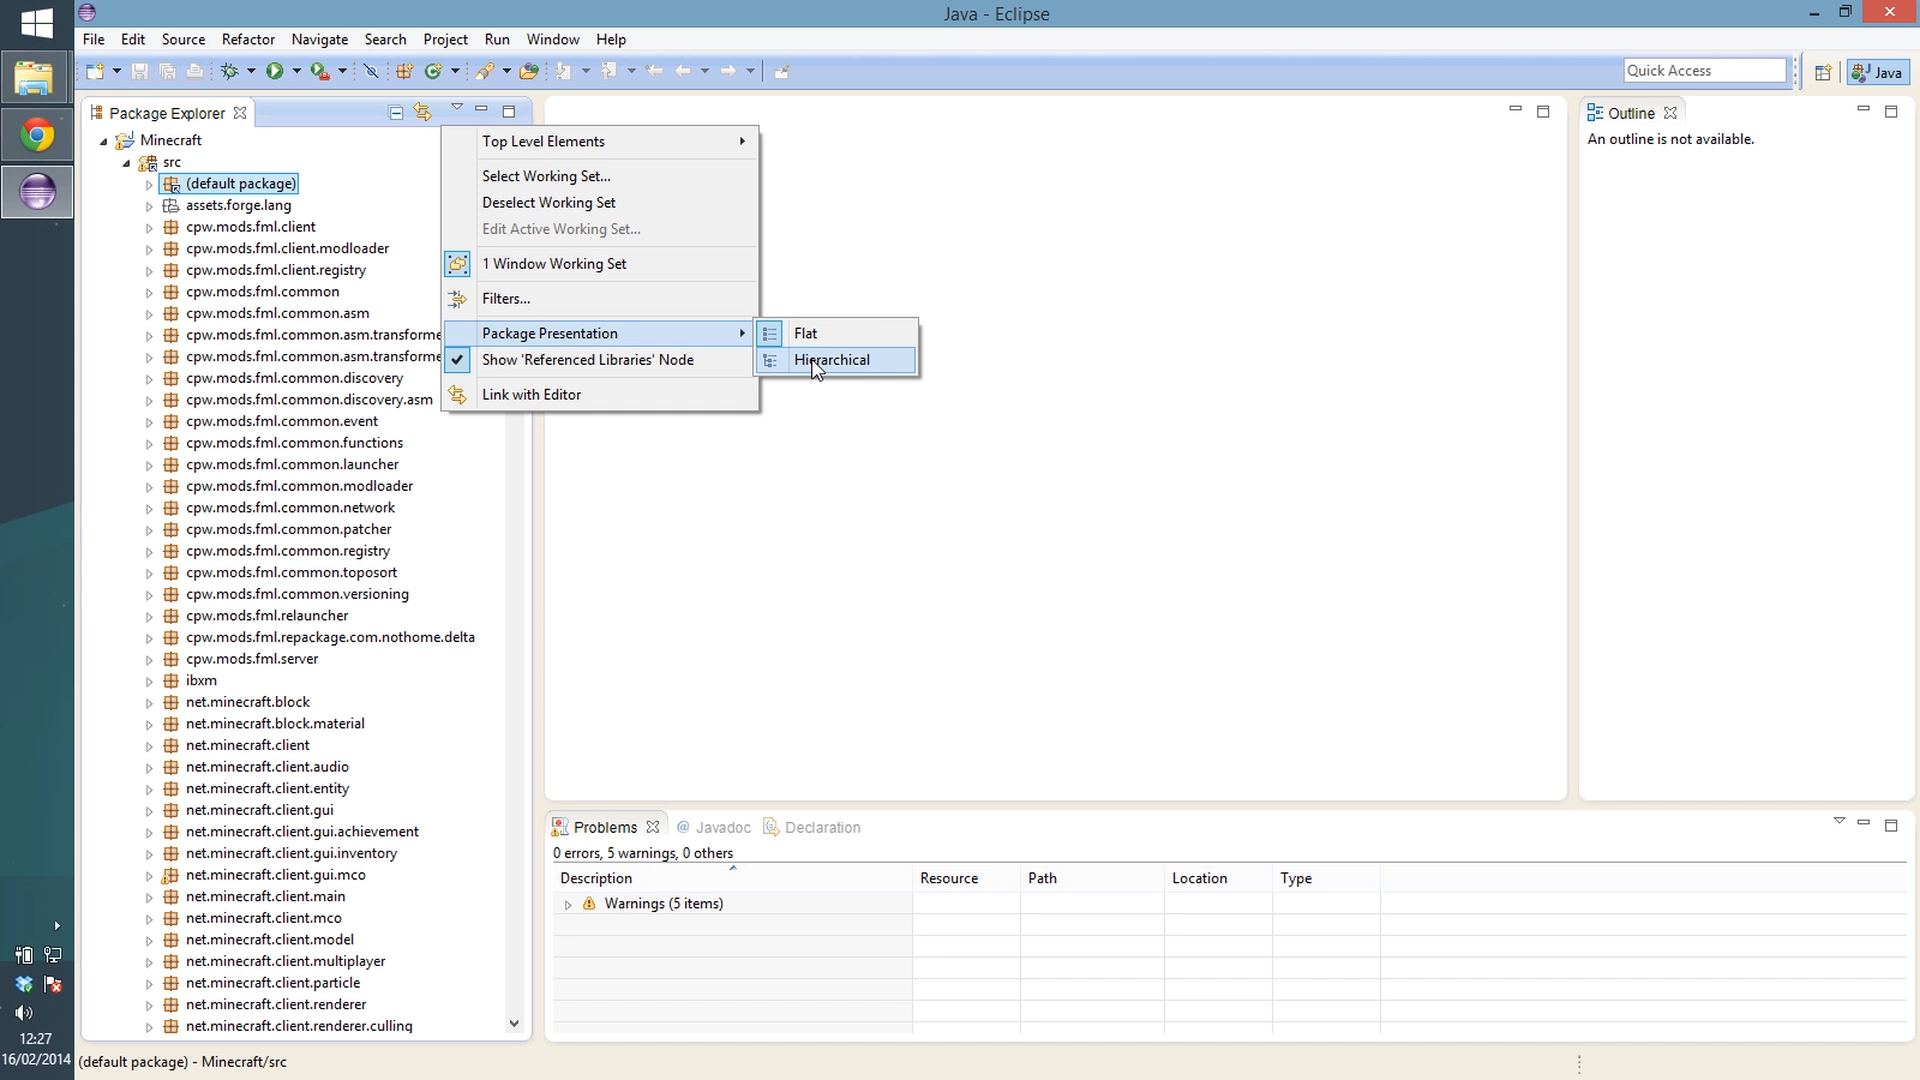 Java - Eclipse
File Edit Source Refactor Navigate Search Project Run Window Help
Quick Access
Java
Package Explorer
Minecraft
src
(default package)
assets.forge.lang
cpw.mods.fml.client
cpw.mods.fml.client.modloader
cpw.mods.fml.client.registry
cpw.mods.fml.common
cpw.mods.fml.common.asm
cpw.mods.fml.common.asm.transforme
cpw.mods.fml.common.asm.transforme
cpw.mods.fml.common.discovery
cpw.mods.fml.common.discovery.asm
cpw.mods.fml.common.event
cpw.mods.fml.common.functions
cpw.mods.fml.common.launcher
cpw.mods.fml.common.modloader
cpw.mods.fml.common.network
cpw.mods.fml.common.patcher
cpw.mods.fml.common.registry
cpw.mods.fml.common.toposort
cpw.mods.fml.common.versioning
cpw.mods.fml.relauncher
cpw.mods.fml.repackage.com.nothome.delta
cpw.mods.fml.server
ibxm
net.minecraft.block
net.minecraft.block.material
net.minecraft.client
net.minecraft.client.audio
net.minecraft.client.entity
net.minecraft.client.gui
net.minecraft.client.gui.achievement
net.minecraft.client.gui.inventory
net.minecraft.client.gui.mco
net.minecraft.client.main
net.minecraft.client.mco
net.minecraft.client.model
net.minecraft.client.multiplayer
net.minecraft.client.particle
net.minecraft.client.renderer
net.minecraft.client.renderer.culling
Top Level Elements
Select Working Set...
Deselect Working Set
Edit Active Working Set...
1 Window Working Set
Filters...
Package Presentation
Show 'Referenced Libraries' Node
Link with Editor
Flat
Hierarchical
Outline
An outline is not available.
Problems @ Javadoc Declaration
0 errors, 5 warnings, 0 others
Description Resource Path Location Type
Warnings (5 items)
12:27
16/02/2014
(default package) - Minecraft/src